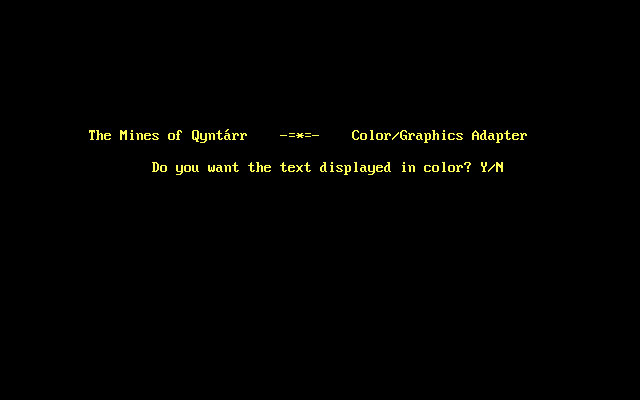 The Mines of Qyntárr    -=*=-    Color/Graphics Adapter
Do you want the text displayed in color? Y/N